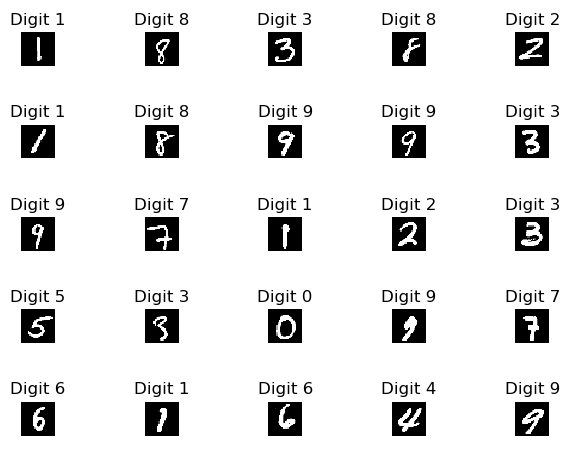 Digit 1 Digit 8 Digit 3 Digit 8 Digit 2
1 8 3 8 2
Digit 1 Digit 8 Digit 9 Digit 9 Digit 3
1 8 9 9 3
Digit 9 Digit 7 Digit 1 Digit 2 Digit 3
9 7 1 2 3
Digit 5 Digit 3 Digit 0 Digit 9 Digit 7
5 3 0 9 7
Digit 6 Digit 1 Digit 6 Digit 4 Digit 9
6 1 6 4 9